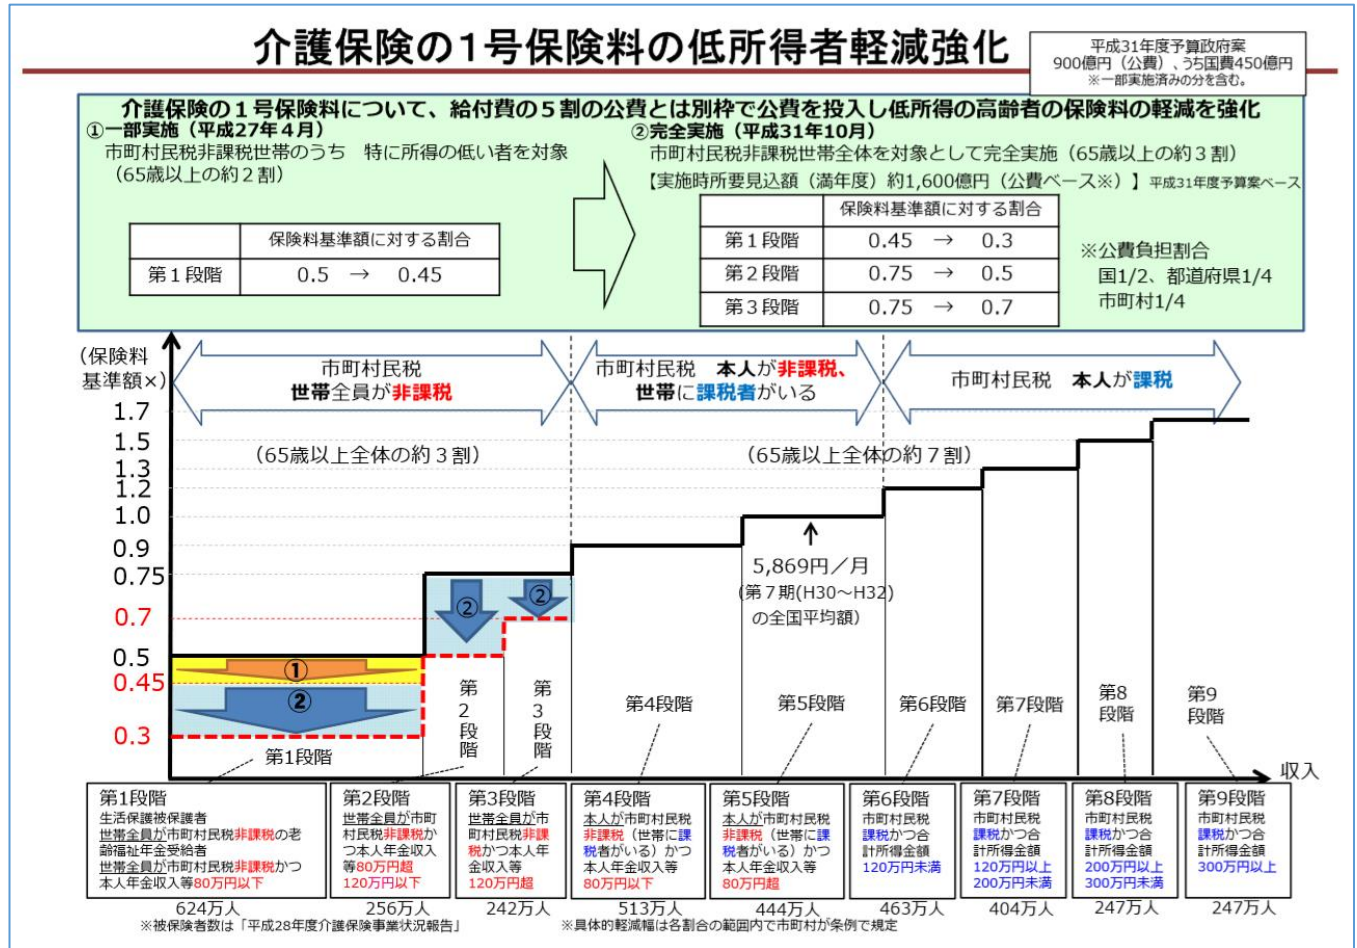 介護保険の1号保険料の低所得者軽減強化
平成31年度予算政府案
900億円（公費）、うち国費450億円
※一部実施済みの分を含む。
介護保険の１号保険料について、給付費の５割の公費とは別枠で公費を投入し低所得の高齢者の保険料の軽減を強化
①一部実施（平成27年４月）
市町村民税非課税世帯のうち　特に所得の低い者を対象
（65歳以上の約２割）
保険料基準額に対する割合
第１段階　0.5　→　0.45
②完全実施（平成31年10月）
市町村民税非課税世帯全体を対象として完全実施（65歳以上の約３割）
【実施時所要見込額（満年度）約1,600億円（公費ベース※）】平成31年度予算案ベース
保険料基準額に対する割合
第１段階　0.45　→　0.3
第２段階　0.75　→　0.5
第３段階　0.75　→　0.7
※公費負担割合
国1/2、都道府県1/4
市町村1/4
（保険料
基準額×）
市町村民税
世帯全員が非課税
市町村民税　本人が非課税、
世帯に課税者がいる
市町村民税　本人が課税
（65歳以上全体の約３割）
（65歳以上全体の約７割）
1.7
1.5
1.3
1.2
1.0
0.9
0.75
0.7
0.5
0.45
0.3
①
②
②
②
5,869円／月
(第７期(H30～H32)
の全国平均額）
第1段階
第２段階
第３段階
第4段階
第5段階
第6段階
第7段階
第8
段階
第9
段階
収入
第1段階
生活保護被保護者
世帯全員が市町村民税非課税の老
齢福祉年金受給者
世帯全員が市町村民税非課税かつ
本人年金収入等80万円以下
624万人
第2段階
世帯全員が市町
村民税非課税か
つ本人年金収入
等80万円超
120万円以下
256万人
第3段階
世帯全員が市
町村民税非課
税かつ本人年
金収入等
120万円超
242万人
第4段階
本人が市町村民税
非課税（世帯に課
税者がいる）かつ
本人年金収入等
80万円以下
513万人
第5段階
本人が市町村民税
非課税（世帯に課
税者がいる）かつ
本人年金収入等
80万円超
444万人
第6段階
市町村民税
課税かつ合
計所得金額
120万円未満
463万人
第7段階
市町村民税
課税かつ合
計所得金額
120万円以上
200万円未満
404万人
第8段階
市町村民税
課税かつ合
計所得金額
200万円以上
300万円未満
247万人
第9段階
市町村民税
課税かつ合
計所得金額
300万円以上
247万人
※被保険者数は「平成28年度介護保険事業状況報告」
※具体的軽減幅は各割合の範囲内で市町村が条例で規定